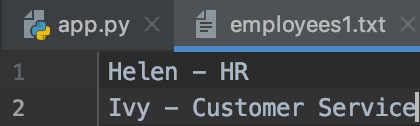 app.py employees1.txt
1 Helen - HR
2 Ivy - Customer Service